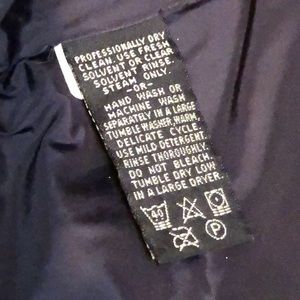 PROFESSIONALLY DRY
CLEAN. USE FRESH
SOLVENT OR CLEAR
SOLVENT RINSE.
STEAM ONLY.
-OR-
HAND WASH OR
MACHINE WASH
SEPARATELY IN A LARGE
TUMBLE WASHER, WARM,
DELICATE CYCLE.
USE MILD DETERGENT.
RINSE THOROUGHLY.
DO NOT BLEACH.
TUMBLE DRY LOW
IN A LARGE DRYER.
40
P